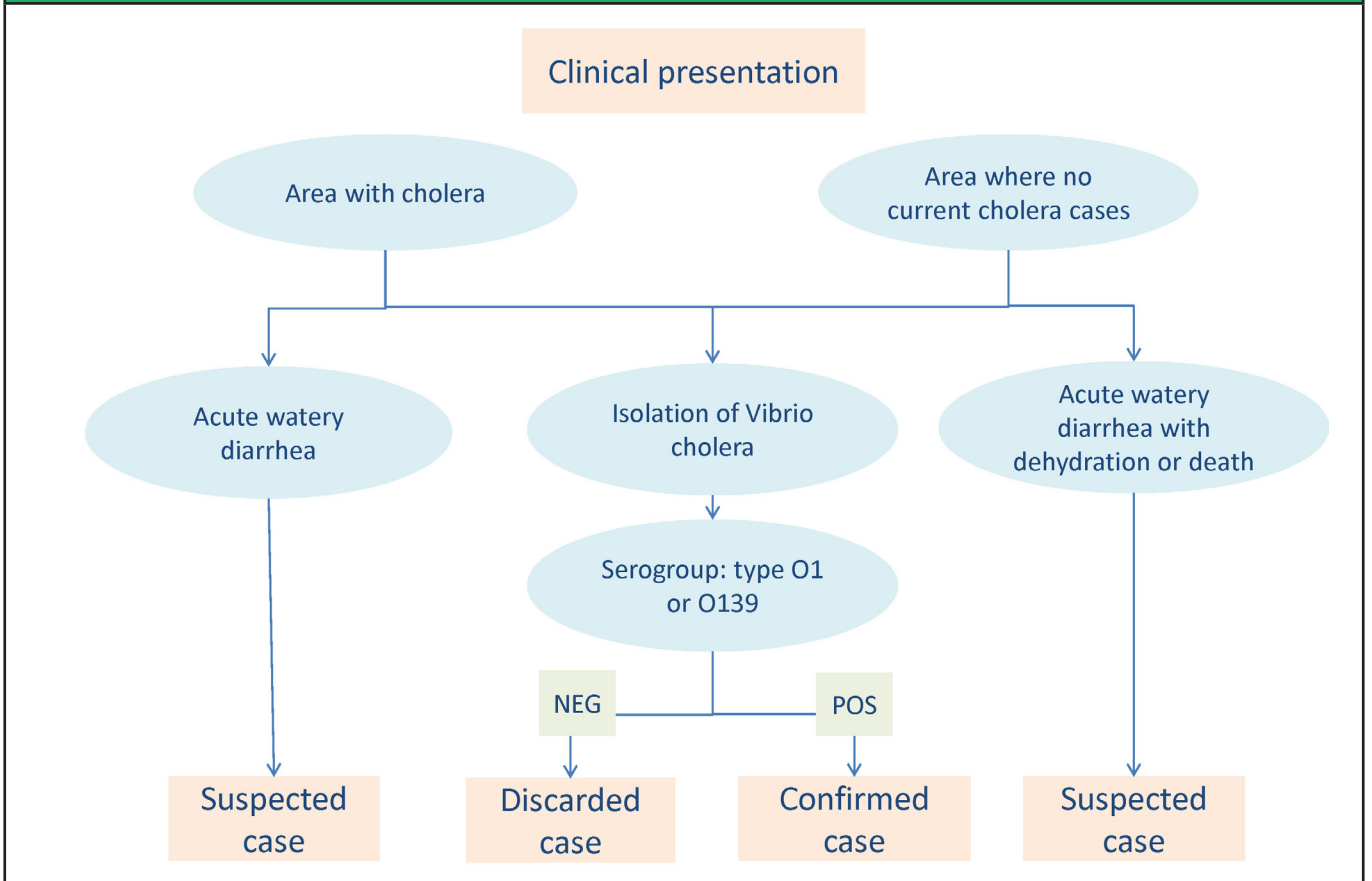 Clinical presentation
Area with cholera
Area where no
current cholera cases
Acute watery
diarrhea
Isolation of Vibrio
cholera
Acute watery
diarrhea with
dehydration or death
Serogroup: type O1
or O139
NEG
POS
Suspected
case
Discarded
case
Confirmed
case
Suspected
case